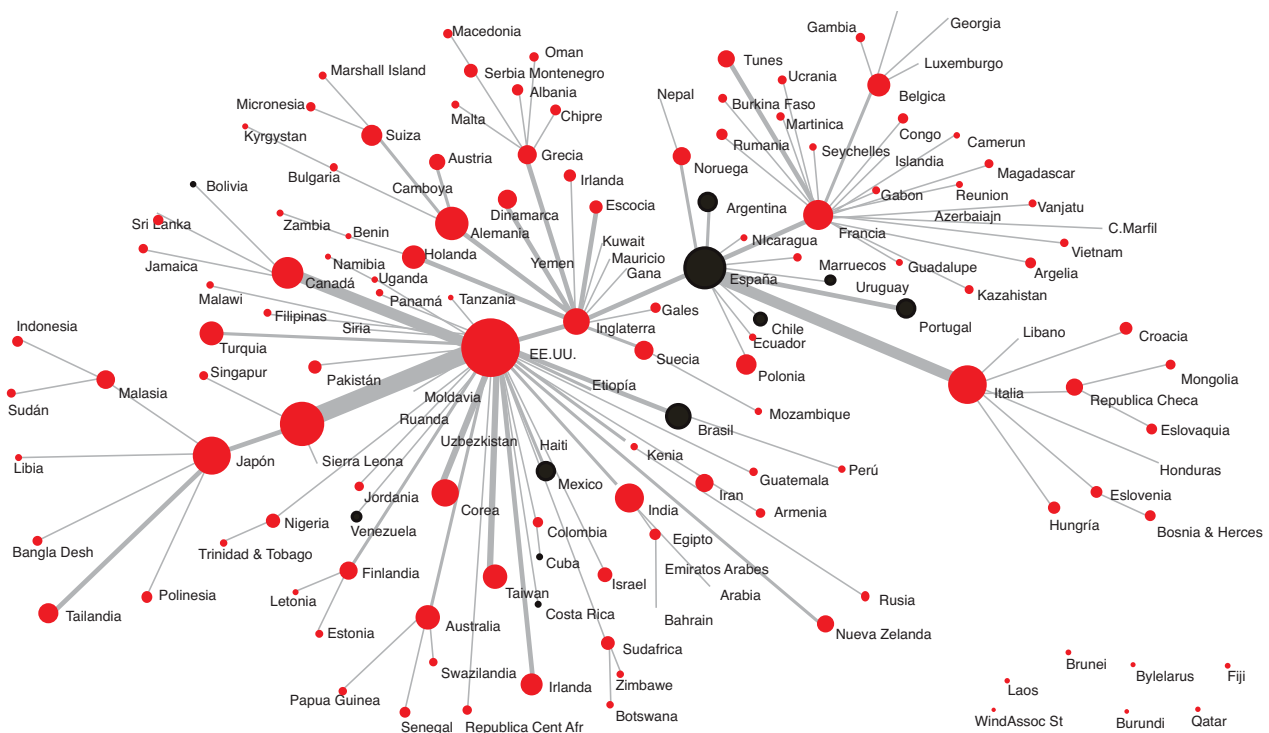 Georgia
Gambia
Macedonia
Oman
Tunes
Luxemburgo
Marshall Island
Serbia Montenegro
Ucrania
Albania
Nepal
Belgica
Micronesia
Burkina Faso
Malta
Chipre
Martinica
Kyrgystan
Suiza
Congo
Camerun
Rumania
Seychelles
Austria
Grecia
Islandia
Noruega
Magadascar
Bulgaria
Irlanda
Bolivia
Camboya
Gabon
Reunion
Escocia
Argentina
Vanjatu
Dinamarca
Azerbaiajn
Sri Lanka
Zambia
Benin
Alemania
Francia
C.Marfil
Kuwait
NIcaragua
Holanda
Mauricio
Vietnam
Jamaica
Namibia
Yemen
Marruecos
Guadalupe
Gana
Argelia
Canadá
Uganda
España
Malawi
Panamá
Tanzania
Uruguay
Kazahistan
Filipinas
Gales
Indonesia
Siria
Inglaterra
Chile
Portugal
Libano
Croacia
Turquia
Ecuador
EE.UU.
Suecia
Singapur
Pakistán
Polonia
Mongolia
Malasia
Etiopía
Italia
Moldavia
Republica Checa
Sudán
Ruanda
Mozambique
Brasil
Eslovaquia
Uzbezkistan
Haiti
Kenia
Japón
Sierra Leona
Libia
Perú
Honduras
Mexico
Guatemala
Jordania
Iran
Eslovenia
Corea
India
Armenia
Nigeria
Hungría
Venezuela
Colombia
Bosnia & Herces
Egipto
Bangla Desh
Trinidad & Tobago
Cuba
Emiratos Arabes
Finlandia
Israel
Taiwan
Arabia
Polinesia
Letonia
Rusia
Tailandia
Costa Rica
Bahrain
Australia
Estonia
Nueva Zelanda
Sudafrica
Brunei
Swazilandia
Bylelarus
Fiji
Irlanda
Zimbawe
Laos
Papua Guinea
Botswana
WindAssoc St
Burundi
Qatar
Senegal
Republica Cent Afr